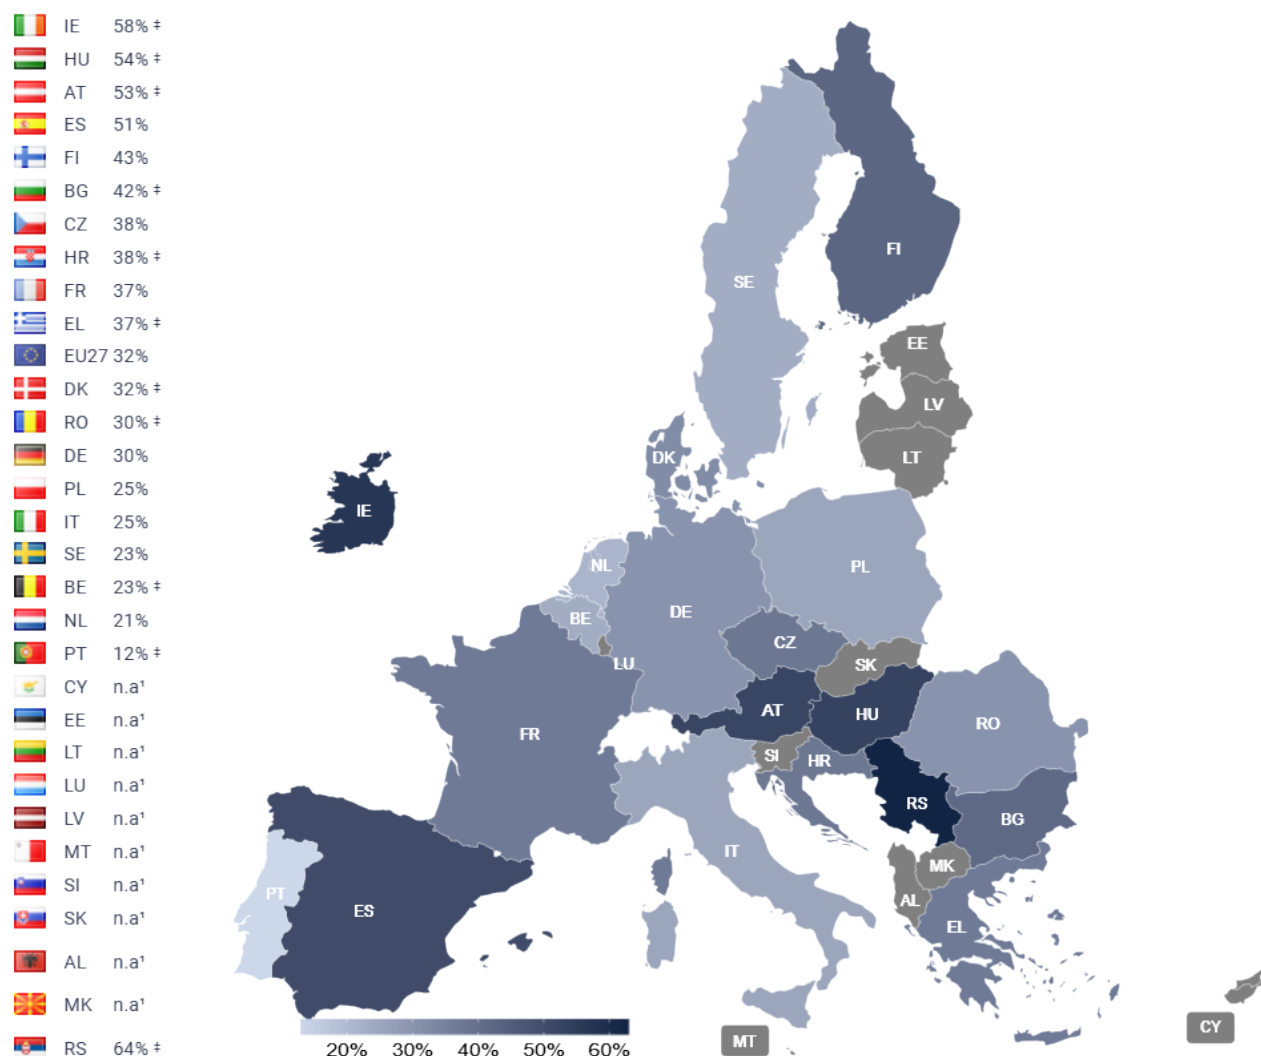 IE 58% ‡
HU 54% ‡
AT 53% ‡
ES 51%
FI 43%
BG 42% ‡
CZ 38%
HR 38% ‡
FR 37%
EL 37% ‡
EU27 32%
DK 32% ‡
RO 30% ‡
DE 30%
PL 25%
IT 25%
SE 23%
BE 23% ‡
NL 21%
PT 12% ‡
CY n.a¹
EE n.a¹
LT n.a¹
LU n.a¹
LV n.a¹
MT n.a¹
SI n.a¹
SK n.a¹
AL n.a¹
MK n.a¹
RS 64% ‡
FI
SE
EE
LV
LT
DK
IE
NL
PL
BE
DE
CZ
LU
SK
AT
HU
RO
FR
SI
HR
RS
BG
IT
MK
PT
AL
ES
EL
CY
MT
20% 30% 40% 50% 60%